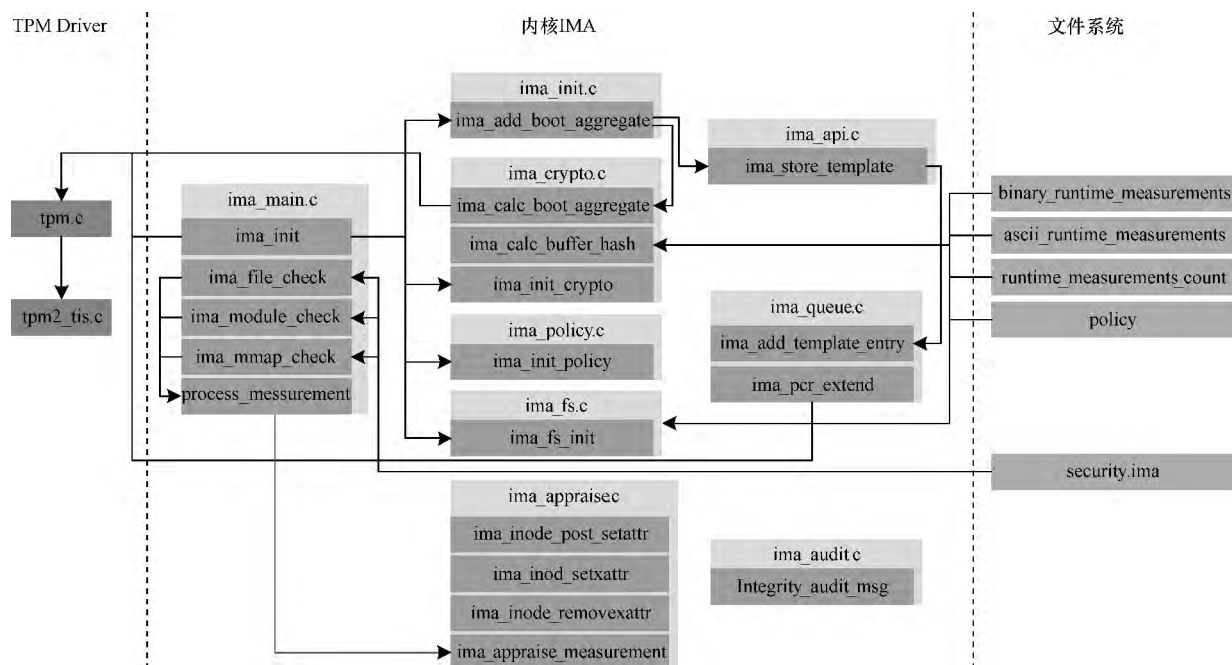 TPM Driver
内核IMA
文件系统
tpm.c
tpm2_tis.c
ima_main.c
ima_init
ima_file_check
ima_module_check
ima_mmap_check
process_messurement
ima_init.c
ima_add_boot_aggregate
ima_crypto.c
ima_calc_boot_aggregate
ima_calc_buffer_hash
ima_init_crypto
ima_policy.c
ima_init_policy
ima_fs.c
ima_fs_init
ima_appraise.c
ima_inode_post_setattr
ima_inod_setxattr
ima_inode_removexattr
ima_appraise_measurement
ima_api.c
ima_store_template
ima_queue.c
ima_add_template_entry
ima_pcr_extend
ima_audit.c
Integrity_audit_msg
binary_runtime_measurements
ascii_runtime_measurements
runtime_measurements_count
policy
security.ima